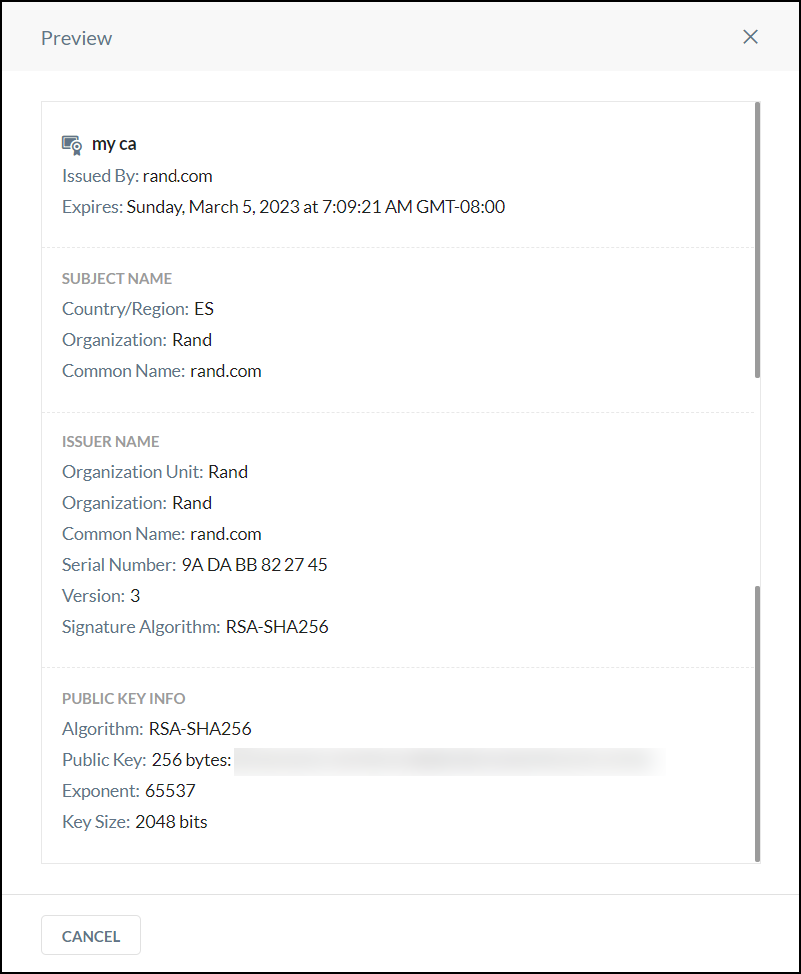 Preview
my ca
Issued By: rand.com
Expires: Sunday, March 5, 2023 at 7:09:21 AM GMT-08:00
SUBJECT NAME
Country/Region: ES
Organization: Rand
Common Name: rand.com
ISSUER NAME
Organization Unit: Rand
Organization: Rand
Common Name: rand.com
Serial Number: 9A DA BB 82 27 45
Version: 3
Signature Algorithm: RSA-SHA256
PUBLIC KEY INFO
Algorithm: RSA-SHA256
Public Key: 256 bytes:
Exponent: 65537
Key Size: 2048 bits
CANCEL